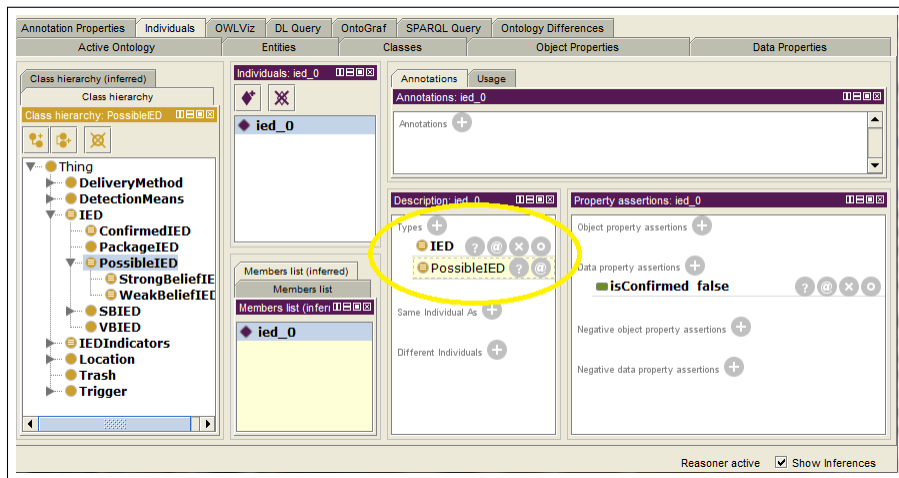 Annotation Properties Individuals OWLViz DL Query OntoGraf SPARQL Query Ontology Differences
Active Ontology Entities Classes Object Properties Data Properties
Class hierarchy (inferred)
Class hierarchy
Class hierarchy: PossibleIED
Thing
DeliveryMethod
DetectionMeans
IED
ConfirmedIED
PackageIED
PossibleIED
StrongBeliefIE
WeakBeliefIED
SBIED
VBIED
IEDIndicators
Location
Trash
Trigger
Individuals: ied_0
ied_0
Members list (inferred)
Members list
Members list (inferi
ied_0
Annotations Usage
Annotations: ied_0
Annotations
Description: ied_0
Types
IED
PossibleIED
Same Individual As
Different Individuals
Property assertions: ied_0
Object property assertions
Data property assertions
isConfirmed false
Negative object property assertions
Negative data property assertions
Reasoner active Show Inferences